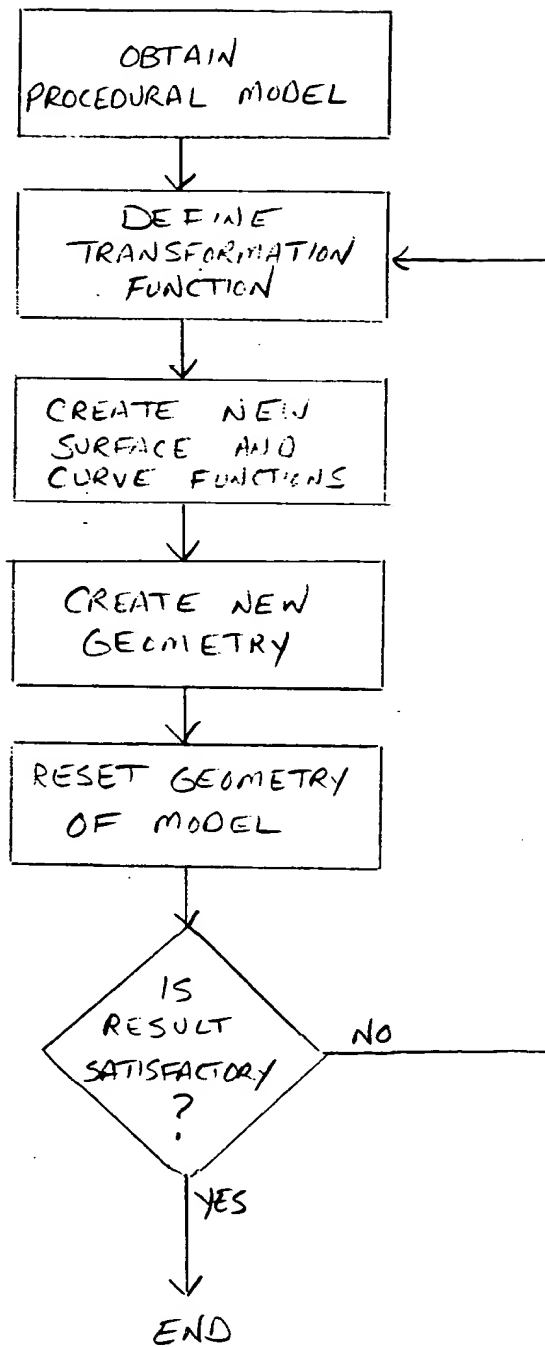 OBTAIN
PROCEDURAL MODEL
DEFINE
TRANSFORMATION
FUNCTION
CREATE NEW
SURFACE AND
CURVE FUNCTIONS
CREATE NEW
GEOMETRY
RESET GEOMETRY
OF MODEL
IS
RESULT
SATISFACTORY
?
NO
YES
END